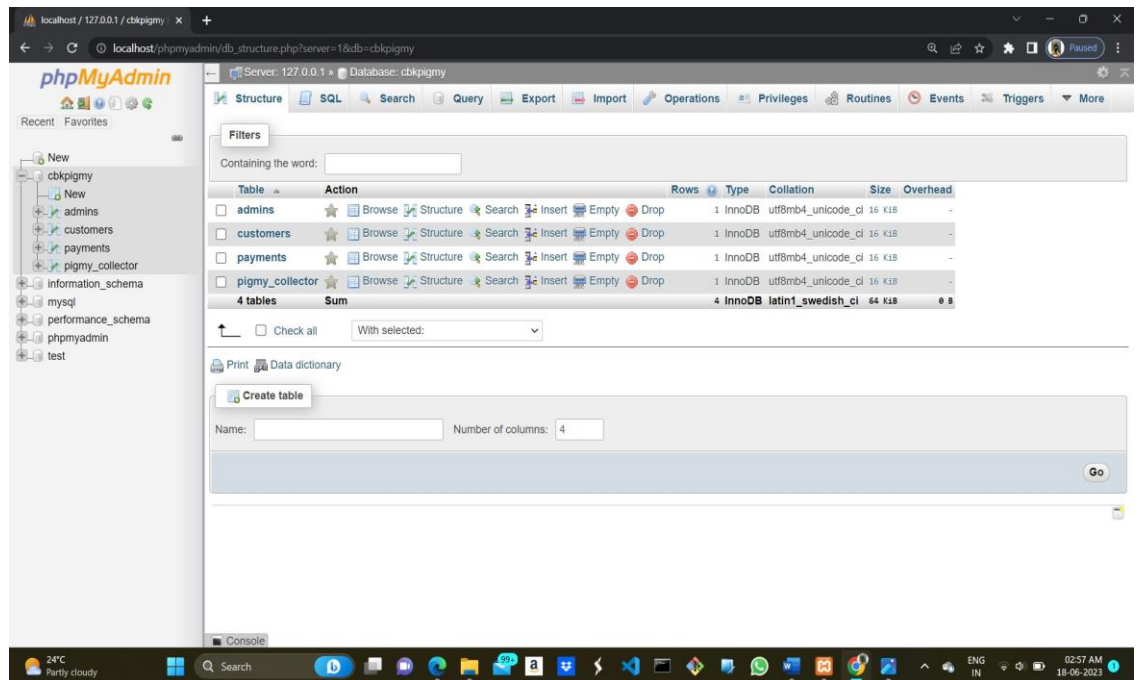 localhost / 127.0.0.1 / cbkpigmy
localhost/phpmyadmin/db_structure.php?server=1&db=cbkpigmy
Paused
phpMyAdmin
Recent Favorites
New
cbkpigmy
New
admins
customers
payments
pigmy_collector
information_schema
mysql
performance_schema
phpmyadmin
test
Server: 127.0.0.1 » Database: cbkpigmy
Structure SQL Search Query Export Import Operations Privileges Routines Events Triggers More
Filters
Containing the word:
Table Action Rows Type Collation Size Overhead
admins Browse Structure Search Insert Empty Drop 1 InnoDB utf8mb4_unicode_ci 16 KiB -
customers Browse Structure Search Insert Empty Drop 1 InnoDB utf8mb4_unicode_ci 16 KiB -
payments Browse Structure Search Insert Empty Drop 1 InnoDB utf8mb4_unicode_ci 16 KiB -
pigmy_collector Browse Structure Search Insert Empty Drop 1 InnoDB utf8mb4_unicode_ci 16 KiB -
4 tables Sum 4 InnoDB latin1_swedish_ci 64 KiB 0 B
Check all With selected:
Print Data dictionary
Create table
Name: Number of columns: 4
Go
Console
24°C
Partly cloudy
Search
99+
ENG
IN
02:57 AM
18-06-2023
1